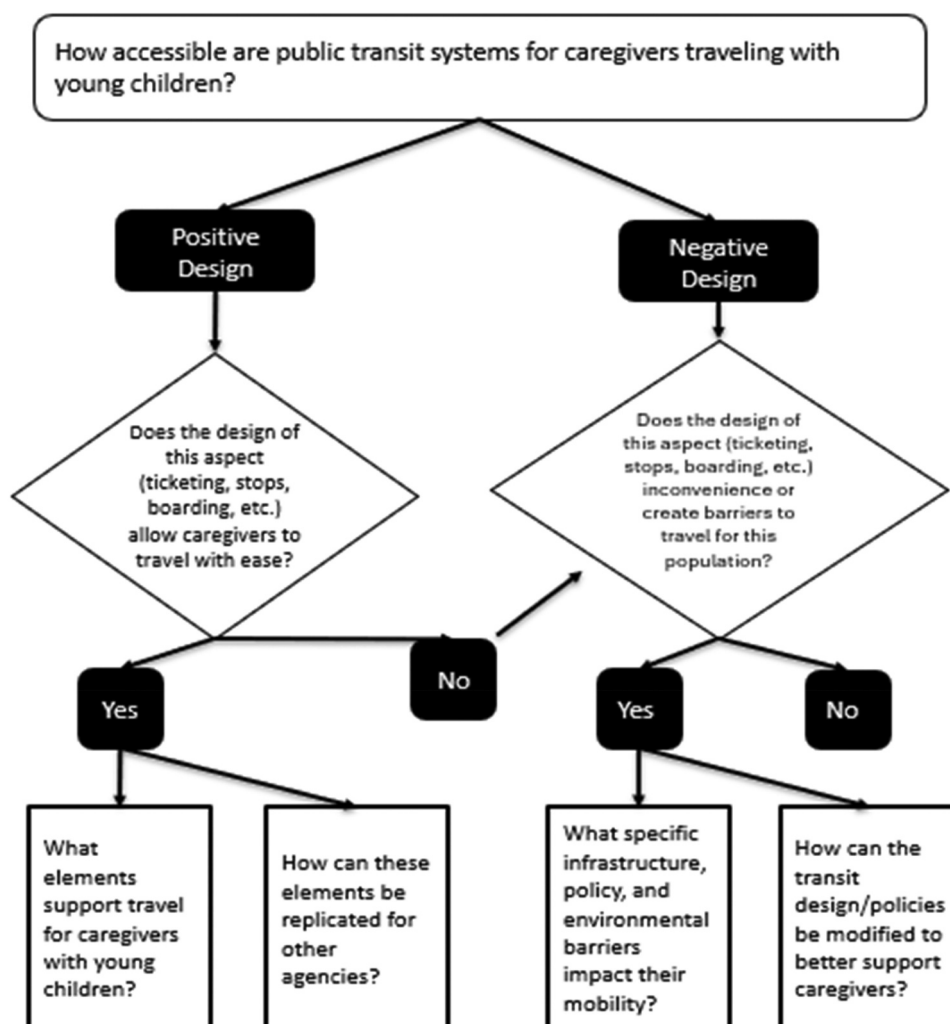 How accessible are public transit systems for caregivers traveling with
young children?
Positive
Design
Negative
Design
Does the design of
this aspect
(ticketing, stops,
boarding, etc.)
allow caregivers to
travel with ease?
Does the design of
this aspect (ticketing,
stops, boarding, etc.)
inconvenience or
create barriers to
travel for this
population?
Yes
No
Yes
No
What
elements
support travel
for caregivers
with young
children?
How can these
elements be
replicated for
other
agencies?
What specific
infrastructure,
policy, and
environmental
barriers
impact their
mobility?
How can the
transit
design/policies
be modified to
better support
caregivers?